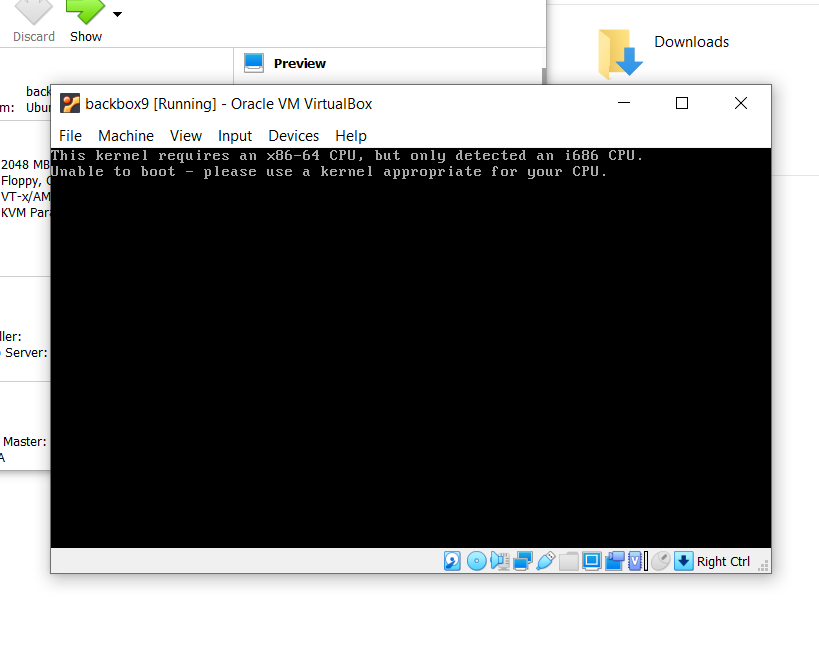 Discard Show
Preview
Downloads
back
m: Ubu
backbox9 [Running] - Oracle VM VirtualBox
File Machine View Input Devices Help
This kernel requires an x86-64 CPU, but only detected an i686 CPU.
Unable to boot - please use a kernel appropriate for your CPU.
2048 MB
Floppy,
VT-x/AM
KVM Par
ller:
Server:
Master:
A
Right Ctrl